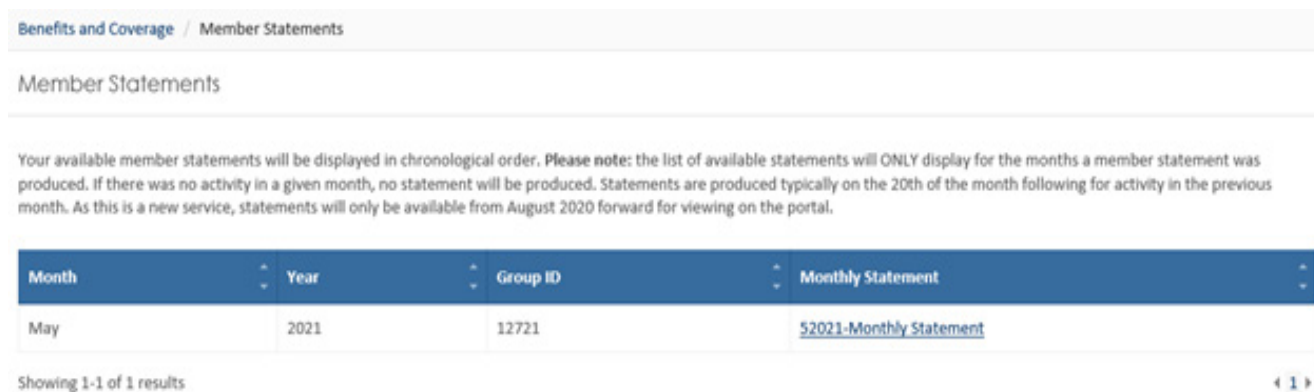 Benefits and Coverage / Member Statements
Member Statements
Your available member statements will be displayed in chronological order. Please note: the list of available statements will ONLY display for the months a member statement was
produced. If there was no activity in a given month, no statement will be produced. Statements are produced typically on the 20th of the month following for activity in the previous
month. As this is a new service, statements will only be available from August 2020 forward for viewing on the portal.
Month Year Group ID Monthly Statement
May 2021 12721 52021-Monthly Statement
Showing 1-1 of 1 results 1